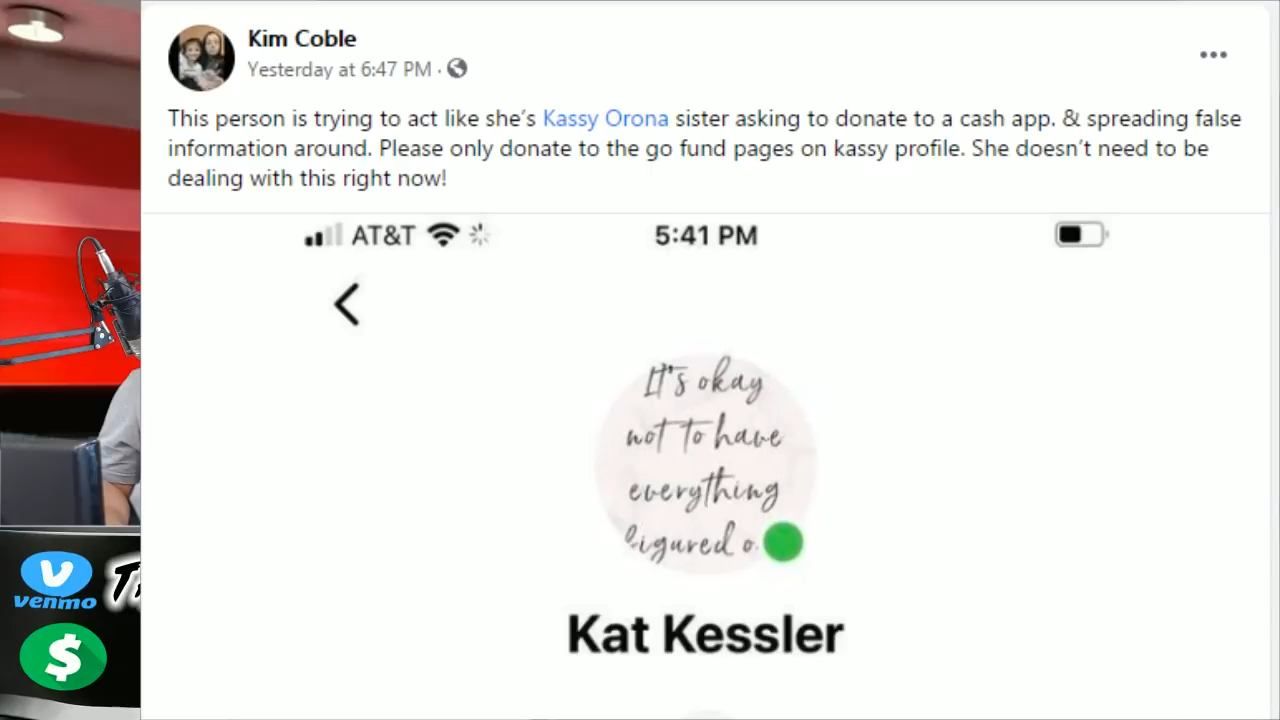 Kim Coble
Yesterday at 6:47 PM ·
This person is trying to act like she's Kassy Orona sister asking to donate to a cash app. & spreading false
information around. Please only donate to the go fund pages on kassy profile. She doesn't need to be
dealing with this right now!
AT&T 5:41 PM
It's okay
not to have
everything
figured o
Kat Kessler
venmo
$